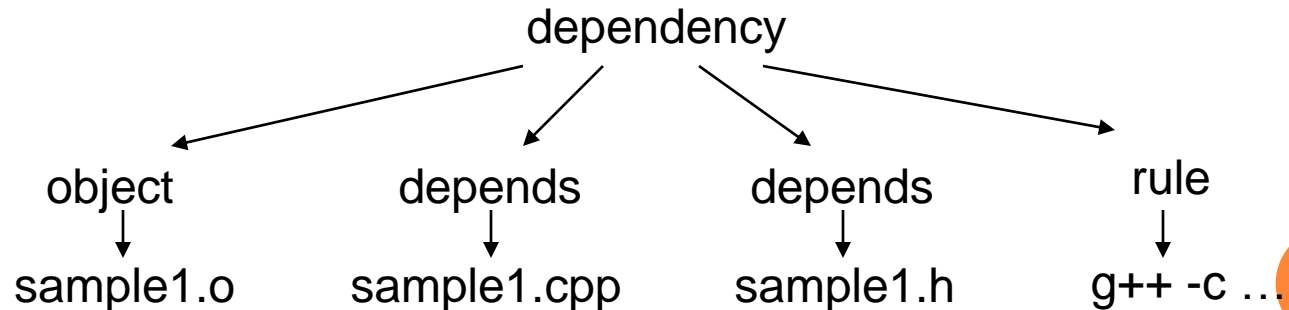 dependency
object depends depends rule
sample1.o sample1.cpp sample1.h g++ -c …